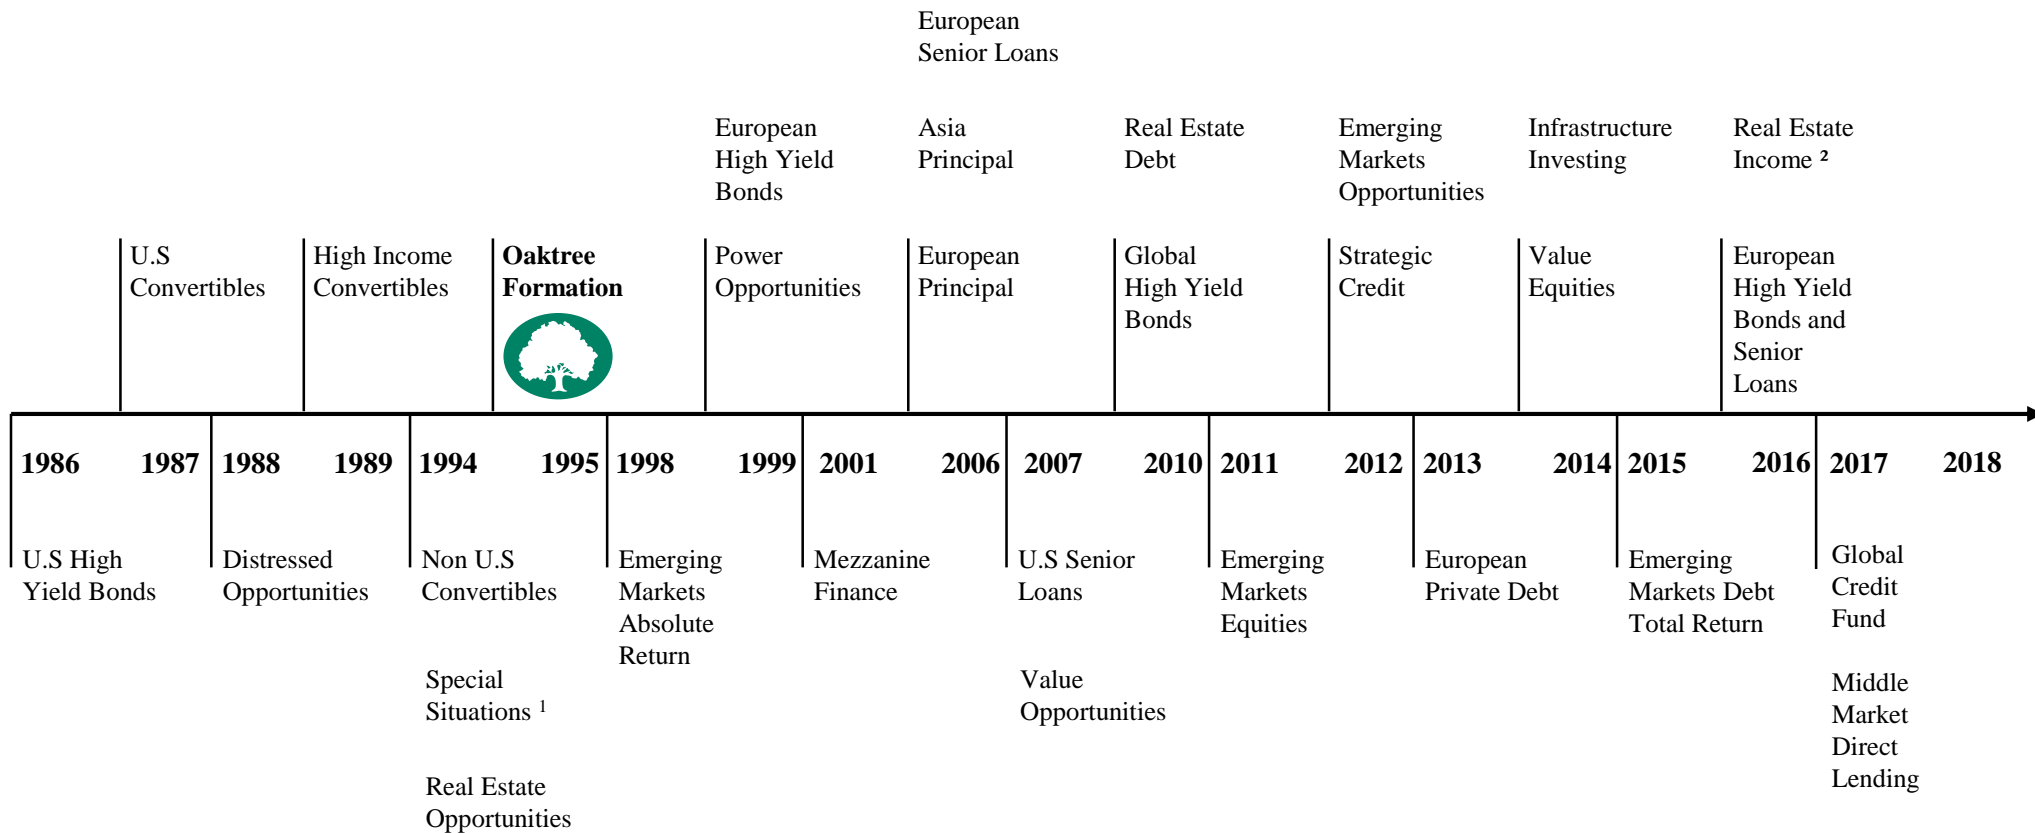 European
Senior Loans
European
High Yield
Bonds
Asia
Principal
Real Estate
Debt
Emerging
Markets
Opportunities
Infrastructure
Investing
Real Estate
Income ²
U.S
Convertibles
High Income
Convertibles
Oaktree
Formation
Power
Opportunities
European
Principal
Global
High Yield
Bonds
Strategic
Credit
Value
Equities
European
High Yield
Bonds and
Senior
Loans
1986 1987 1988 1989 1994 1995 1998 1999 2001 2006 2007 2010 2011 2012 2013 2014 2015 2016 2017 2018
U.S High
Yield Bonds
Distressed
Opportunities
Non U.S
Convertibles
Special
Situations ¹
Real Estate
Opportunities
Emerging
Markets
Absolute
Return
Mezzanine
Finance
U.S Senior
Loans
Value
Opportunities
Emerging
Markets
Equities
European
Private Debt
Emerging
Markets Debt
Total Return
Global
Credit
Fund
Middle
Market
Direct
Lending